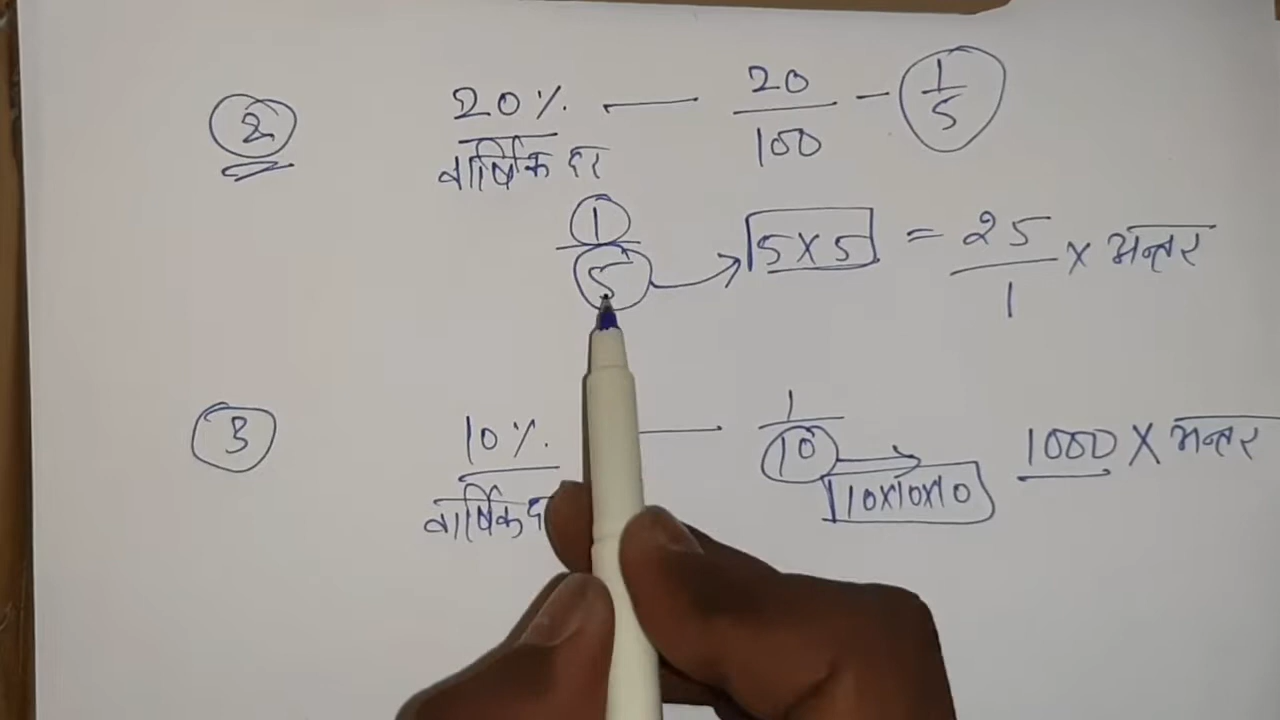 2 20% — 20/100 - 1/5
वार्षिक दर
1/5 → 5×5 = 25/1 × अन्तर
3 10% — 1/10 1000 × अन्तर
10×10×10
वार्षिक द